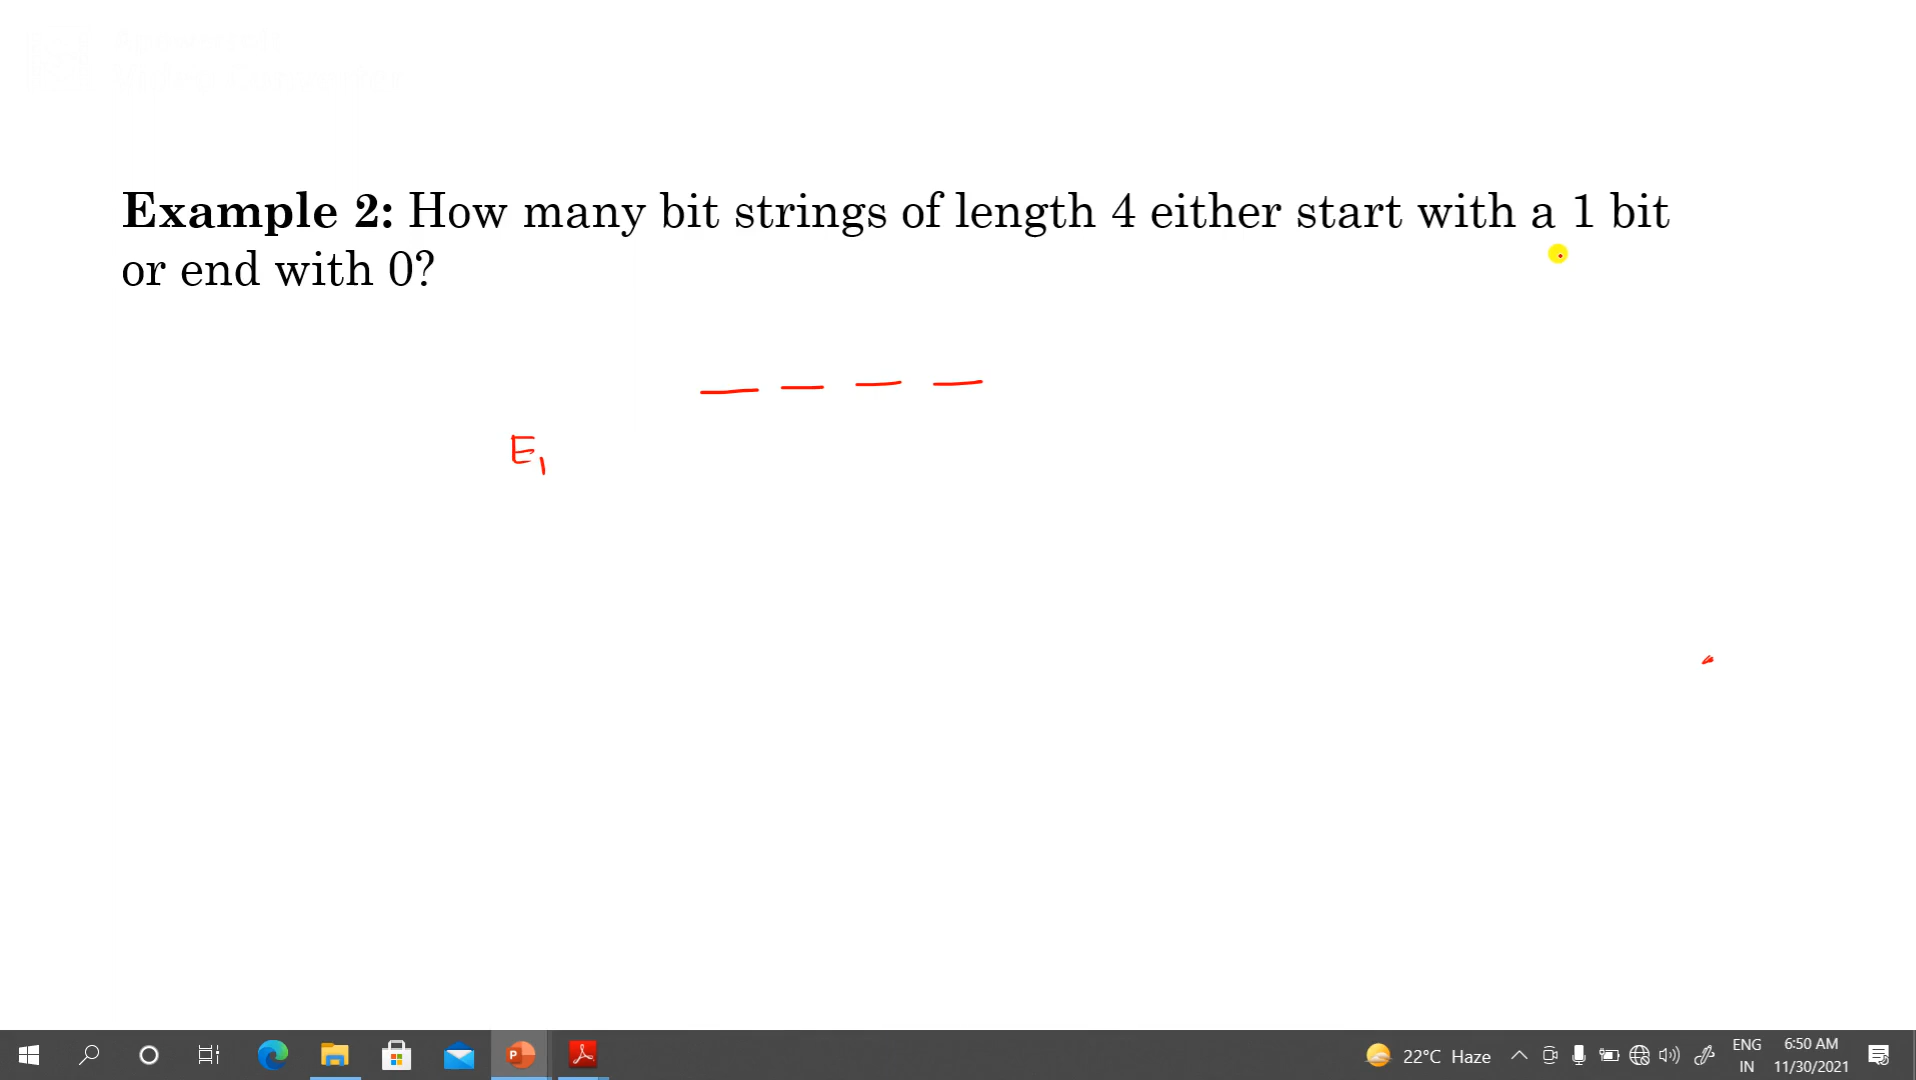 Example 2: How many bit strings of length 4 either start with a 1 bit
or end with 0?
E1
22°C Haze
ENG
IN
6:50 AM
11/30/2021